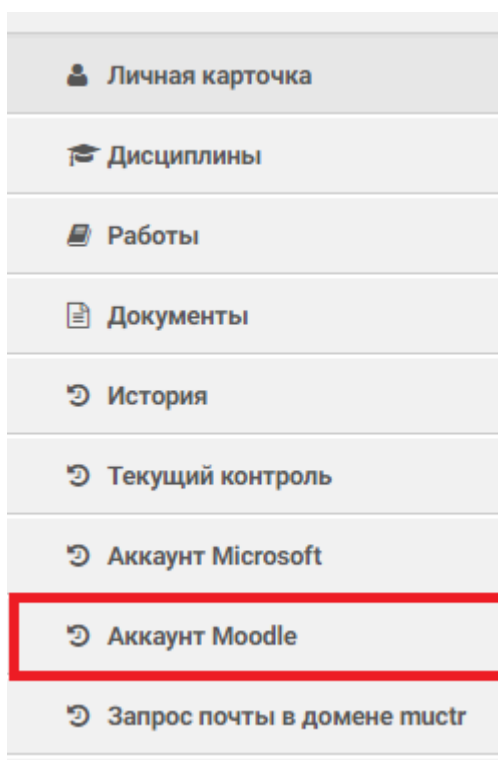 Личная карточка
Дисциплины
Работы
Документы
История
Текущий контроль
Аккаунт Microsoft
Аккаунт Moodle
Запрос почты в домене muctr